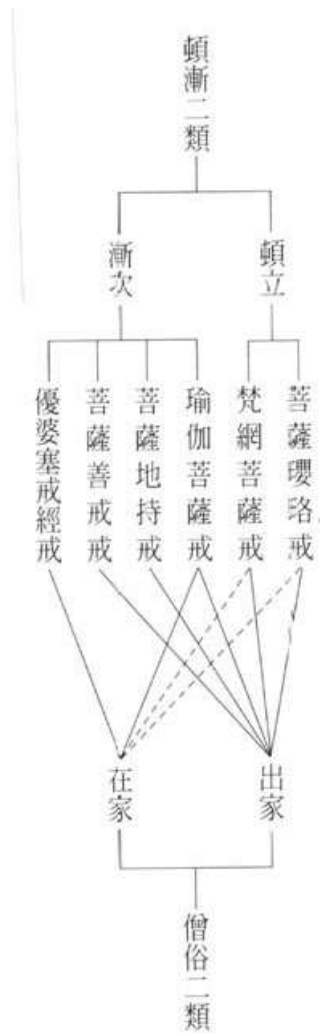 頓漸二類
頓立
漸次
菩薩瓔珞戒
梵網菩薩戒
瑜伽菩薩戒
菩薩地持戒
菩薩善戒戒
優婆塞戒經戒
出家
在家
僧俗二類